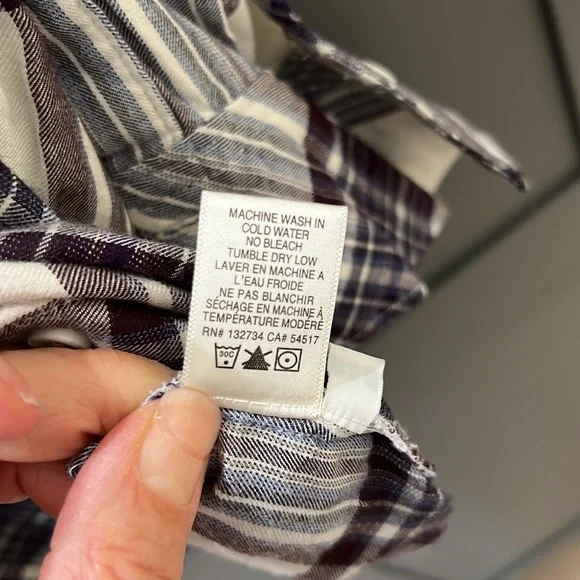 MACHINE WASH IN
COLD WATER
NO BLEACH
TUMBLE DRY LOW
LAVER EN MACHINE A
L'EAU FROIDE
NE PAS BLANCHIR
SÉCHAGE EN MACHINE À
TEMPÉRATURE MODÉRÉ
RN# 132734 CA# 54517
30C